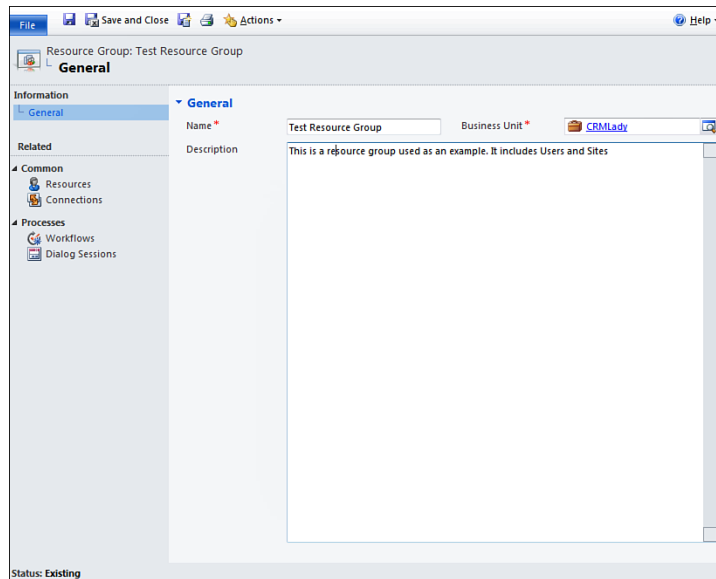 File
Save and Close
Actions
Help
Resource Group: Test Resource Group
General
Information
General
Related
Common
Resources
Connections
Processes
Workflows
Dialog Sessions
General
Name*
Test Resource Group
Business Unit*
CRMLady
Description
This is a resource group used as an example. It includes Users and Sites
Status: Existing